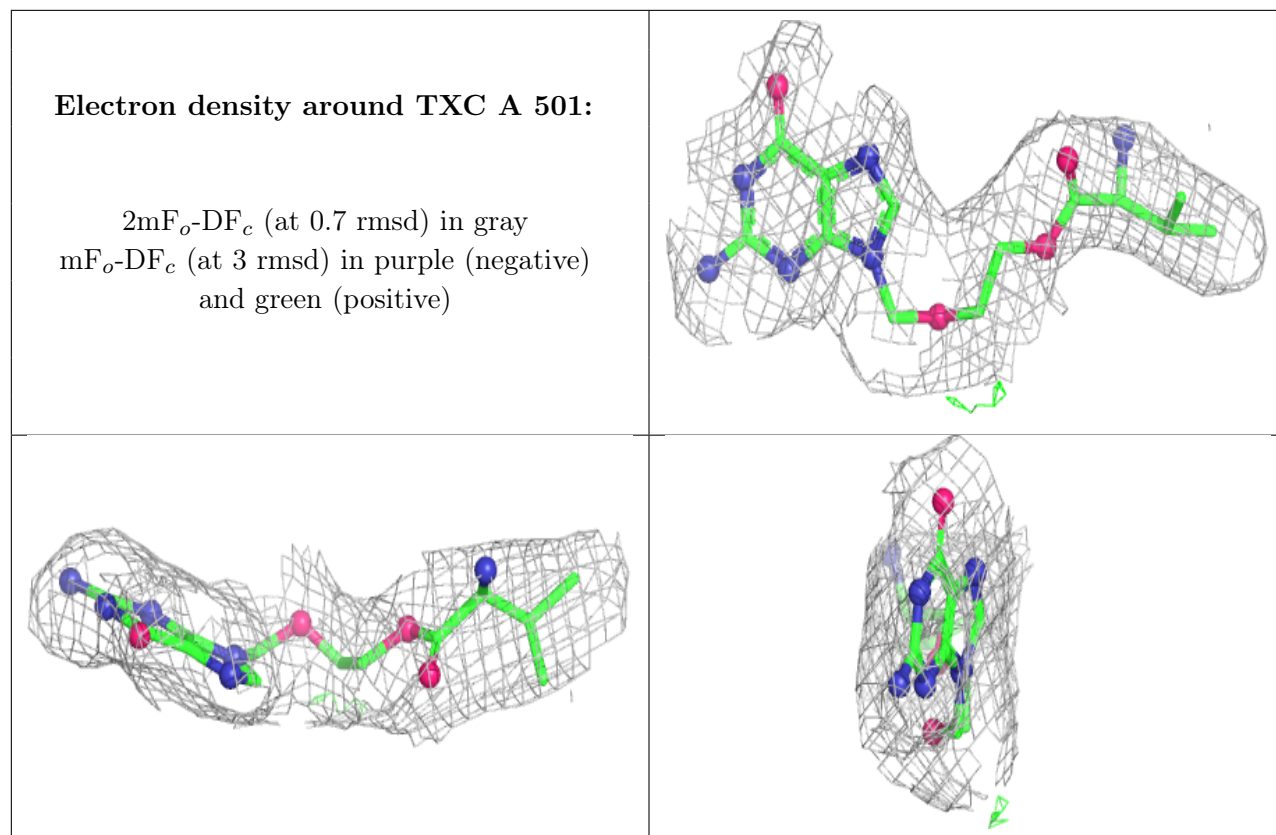 Electron density around TXC A 501:
2mFo-DFc (at 0.7 rmsd) in gray
mFo-DFc (at 3 rmsd) in purple (negative)
and green (positive)